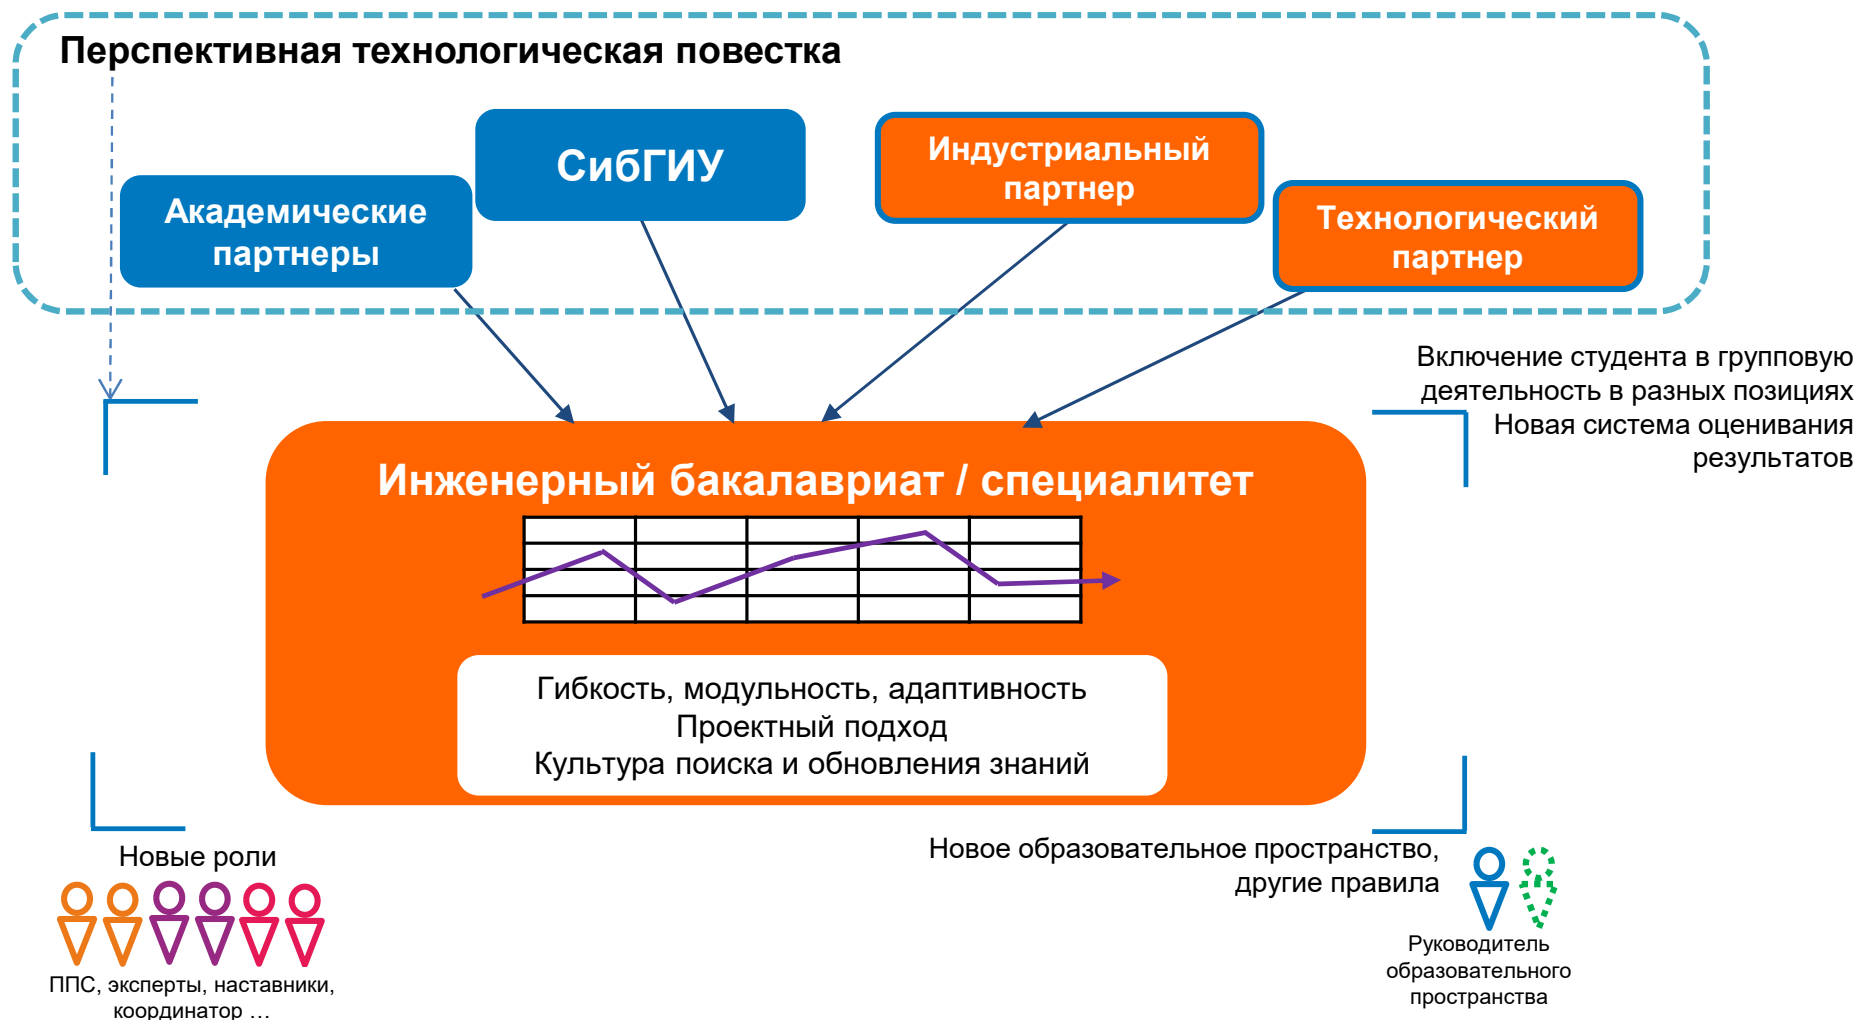 Перспективная технологическая повестка
СибГИУ
Индустриальный
партнер
Академические
партнеры
Технологический
партнер
Включение студента в групповую
деятельность в разных позициях
Новая система оценивания
результатов
Инженерный бакалавриат / специалитет
Гибкость, модульность, адаптивность
Проектный подход
Культура поиска и обновления знаний
Новые роли
ППС, эксперты, наставники,
координатор ...
Новое образовательное пространство,
другие правила
Руководитель
образовательного
пространства